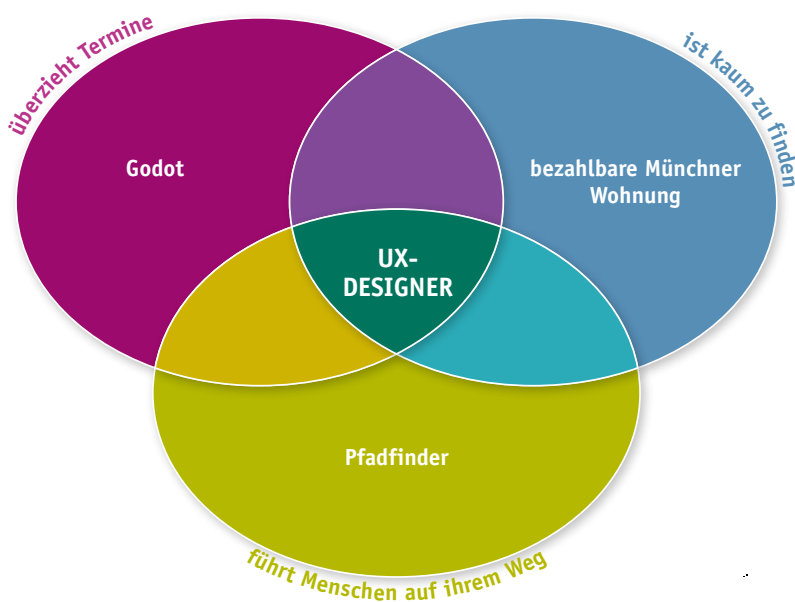 überzieht Termine
ist kaum zu finden
Godot
bezahlbare Münchner
Wohnung
UX-
DESIGNER
Pfadfinder
führt Menschen auf ihrem Weg